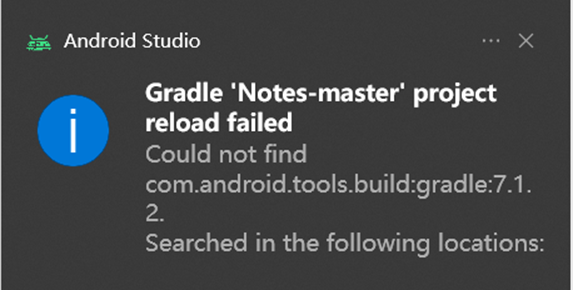 Android Studio
Gradle 'Notes-master' project
reload failed
Could not find
com.android.tools.build:gradle:7.1.
2.
Searched in the following locations: